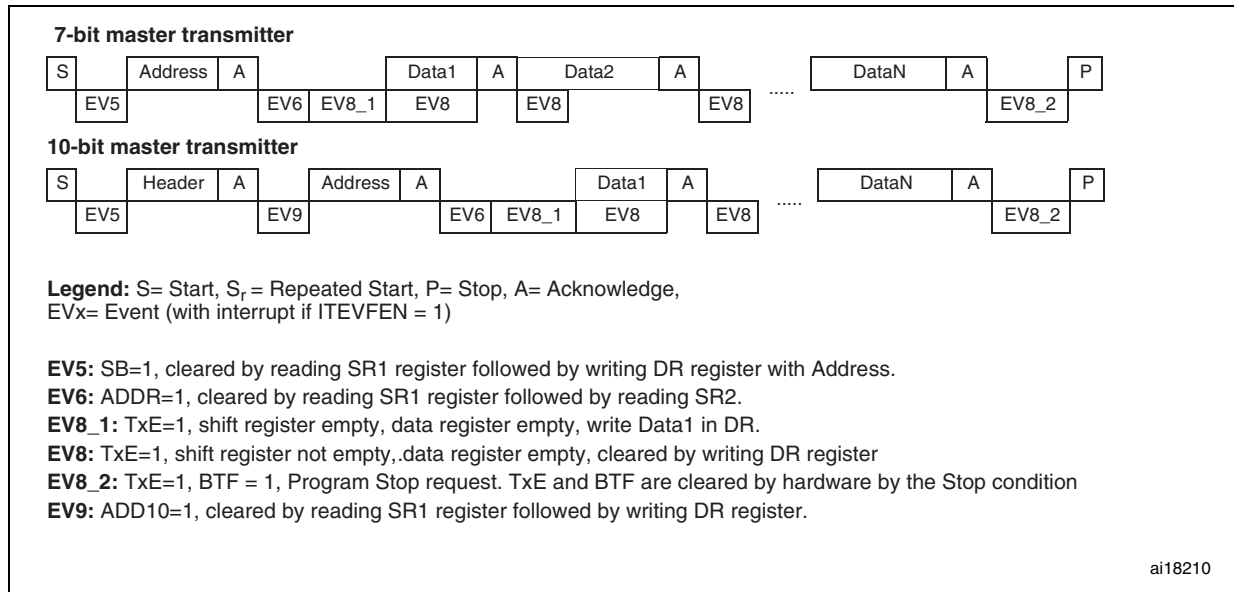 7-bit master transmitter
S Address A Data1 A Data2 A ..... DataN A P
EV5 EV6 EV8_1 EV8 EV8 EV8 EV8_2
10-bit master transmitter
S Header A Address A Data1 A ..... DataN A P
EV5 EV9 EV6 EV8_1 EV8 EV8 EV8_2
Legend: S= Start, Sr = Repeated Start, P= Stop, A= Acknowledge,
EVx= Event (with interrupt if ITEVFEN = 1)
EV5: SB=1, cleared by reading SR1 register followed by writing DR register with Address.
EV6: ADDR=1, cleared by reading SR1 register followed by reading SR2.
EV8_1: TxE=1, shift register empty, data register empty, write Data1 in DR.
EV8: TxE=1, shift register not empty,.data register empty, cleared by writing DR register
EV8_2: TxE=1, BTF = 1, Program Stop request. TxE and BTF are cleared by hardware by the Stop condition
EV9: ADD10=1, cleared by reading SR1 register followed by writing DR register.
ai18210